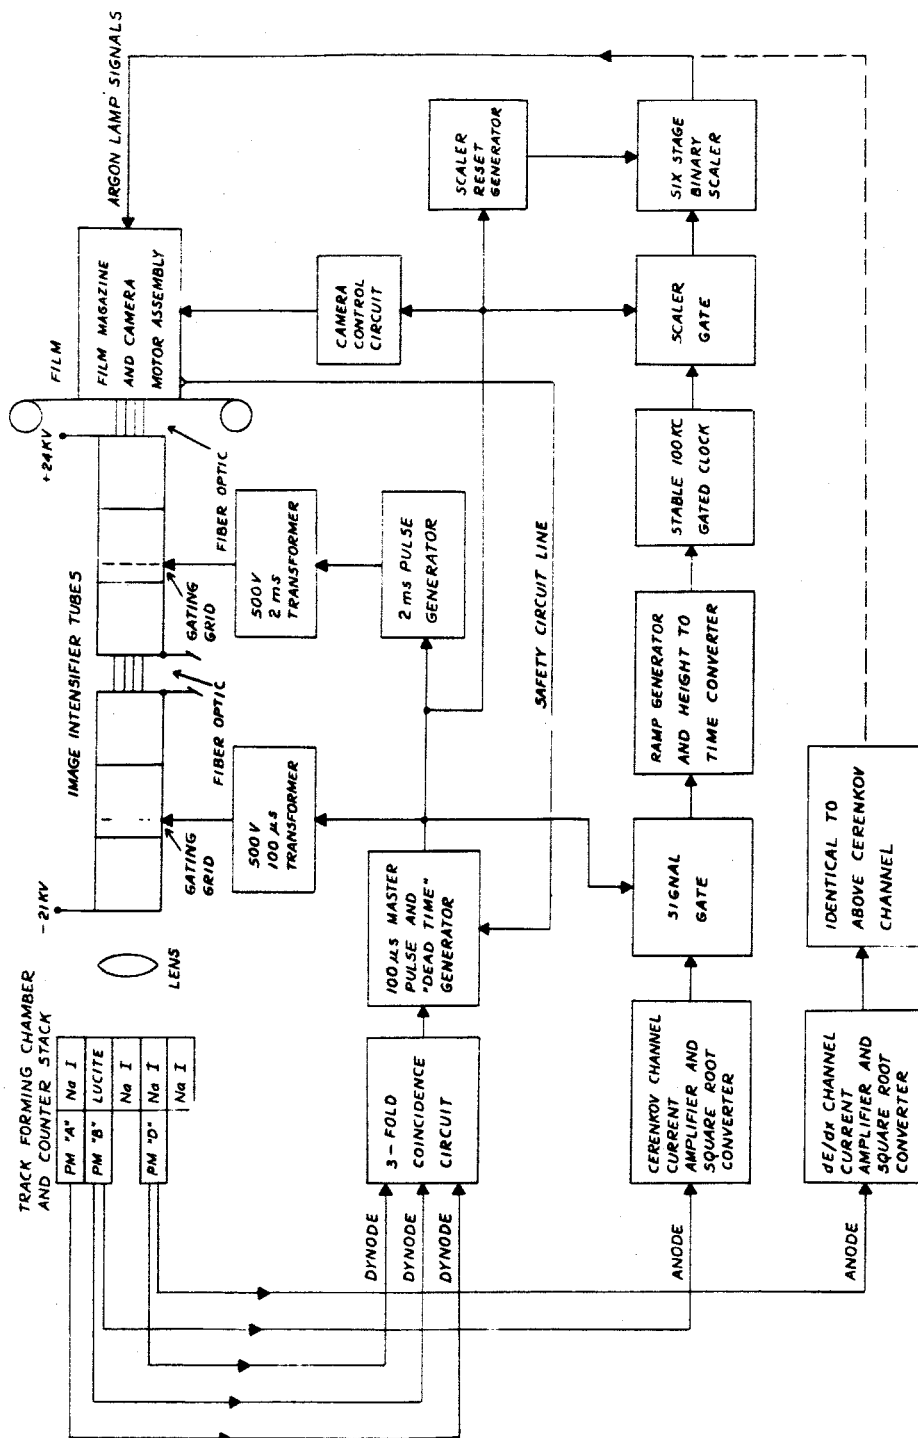 TRACK FORMING CHAMBER
AND COUNTER STACK
PM "A"
Na I
PM "B"
LUCITE
Na I
PM "D"
Na I
Na I
LENS
-21KV
IMAGE INTENSIFIER TUBES
+24KV
GATING
GRID
FIBER OPTIC
GATING
GRID
FIBER OPTIC
FILM
FILM MAGAZINE
AND CAMERA
MOTOR ASSEMBLY
ARGON LAMP SIGNALS
500V
100 µs
TRANSFORMER
500V
2 ms
TRANSFORMER
CAMERA
CONTROL
CIRCUIT
DYNODE
DYNODE
DYNODE
3-FOLD
COINCIDENCE
CIRCUIT
100 µs MASTER
PULSE AND
"DEAD TIME"
GENERATOR
2 ms PULSE
GENERATOR
SCALER
RESET
GENERATOR
SAFETY CIRCUIT LINE
ANODE
CERENKOV CHANNEL
CURRENT
AMPLIFIER AND
SQUARE ROOT
CONVERTER
SIGNAL
GATE
RAMP GENERATOR
AND HEIGHT TO
TIME CONVERTER
STABLE 100KC
GATED CLOCK
SCALER
GATE
SIX STAGE
BINARY
SCALER
ANODE
dE/dx CHANNEL
CURRENT
AMPLIFIER AND
SQUARE ROOT
CONVERTER
IDENTICAL TO
ABOVE CERENKOV
CHANNEL